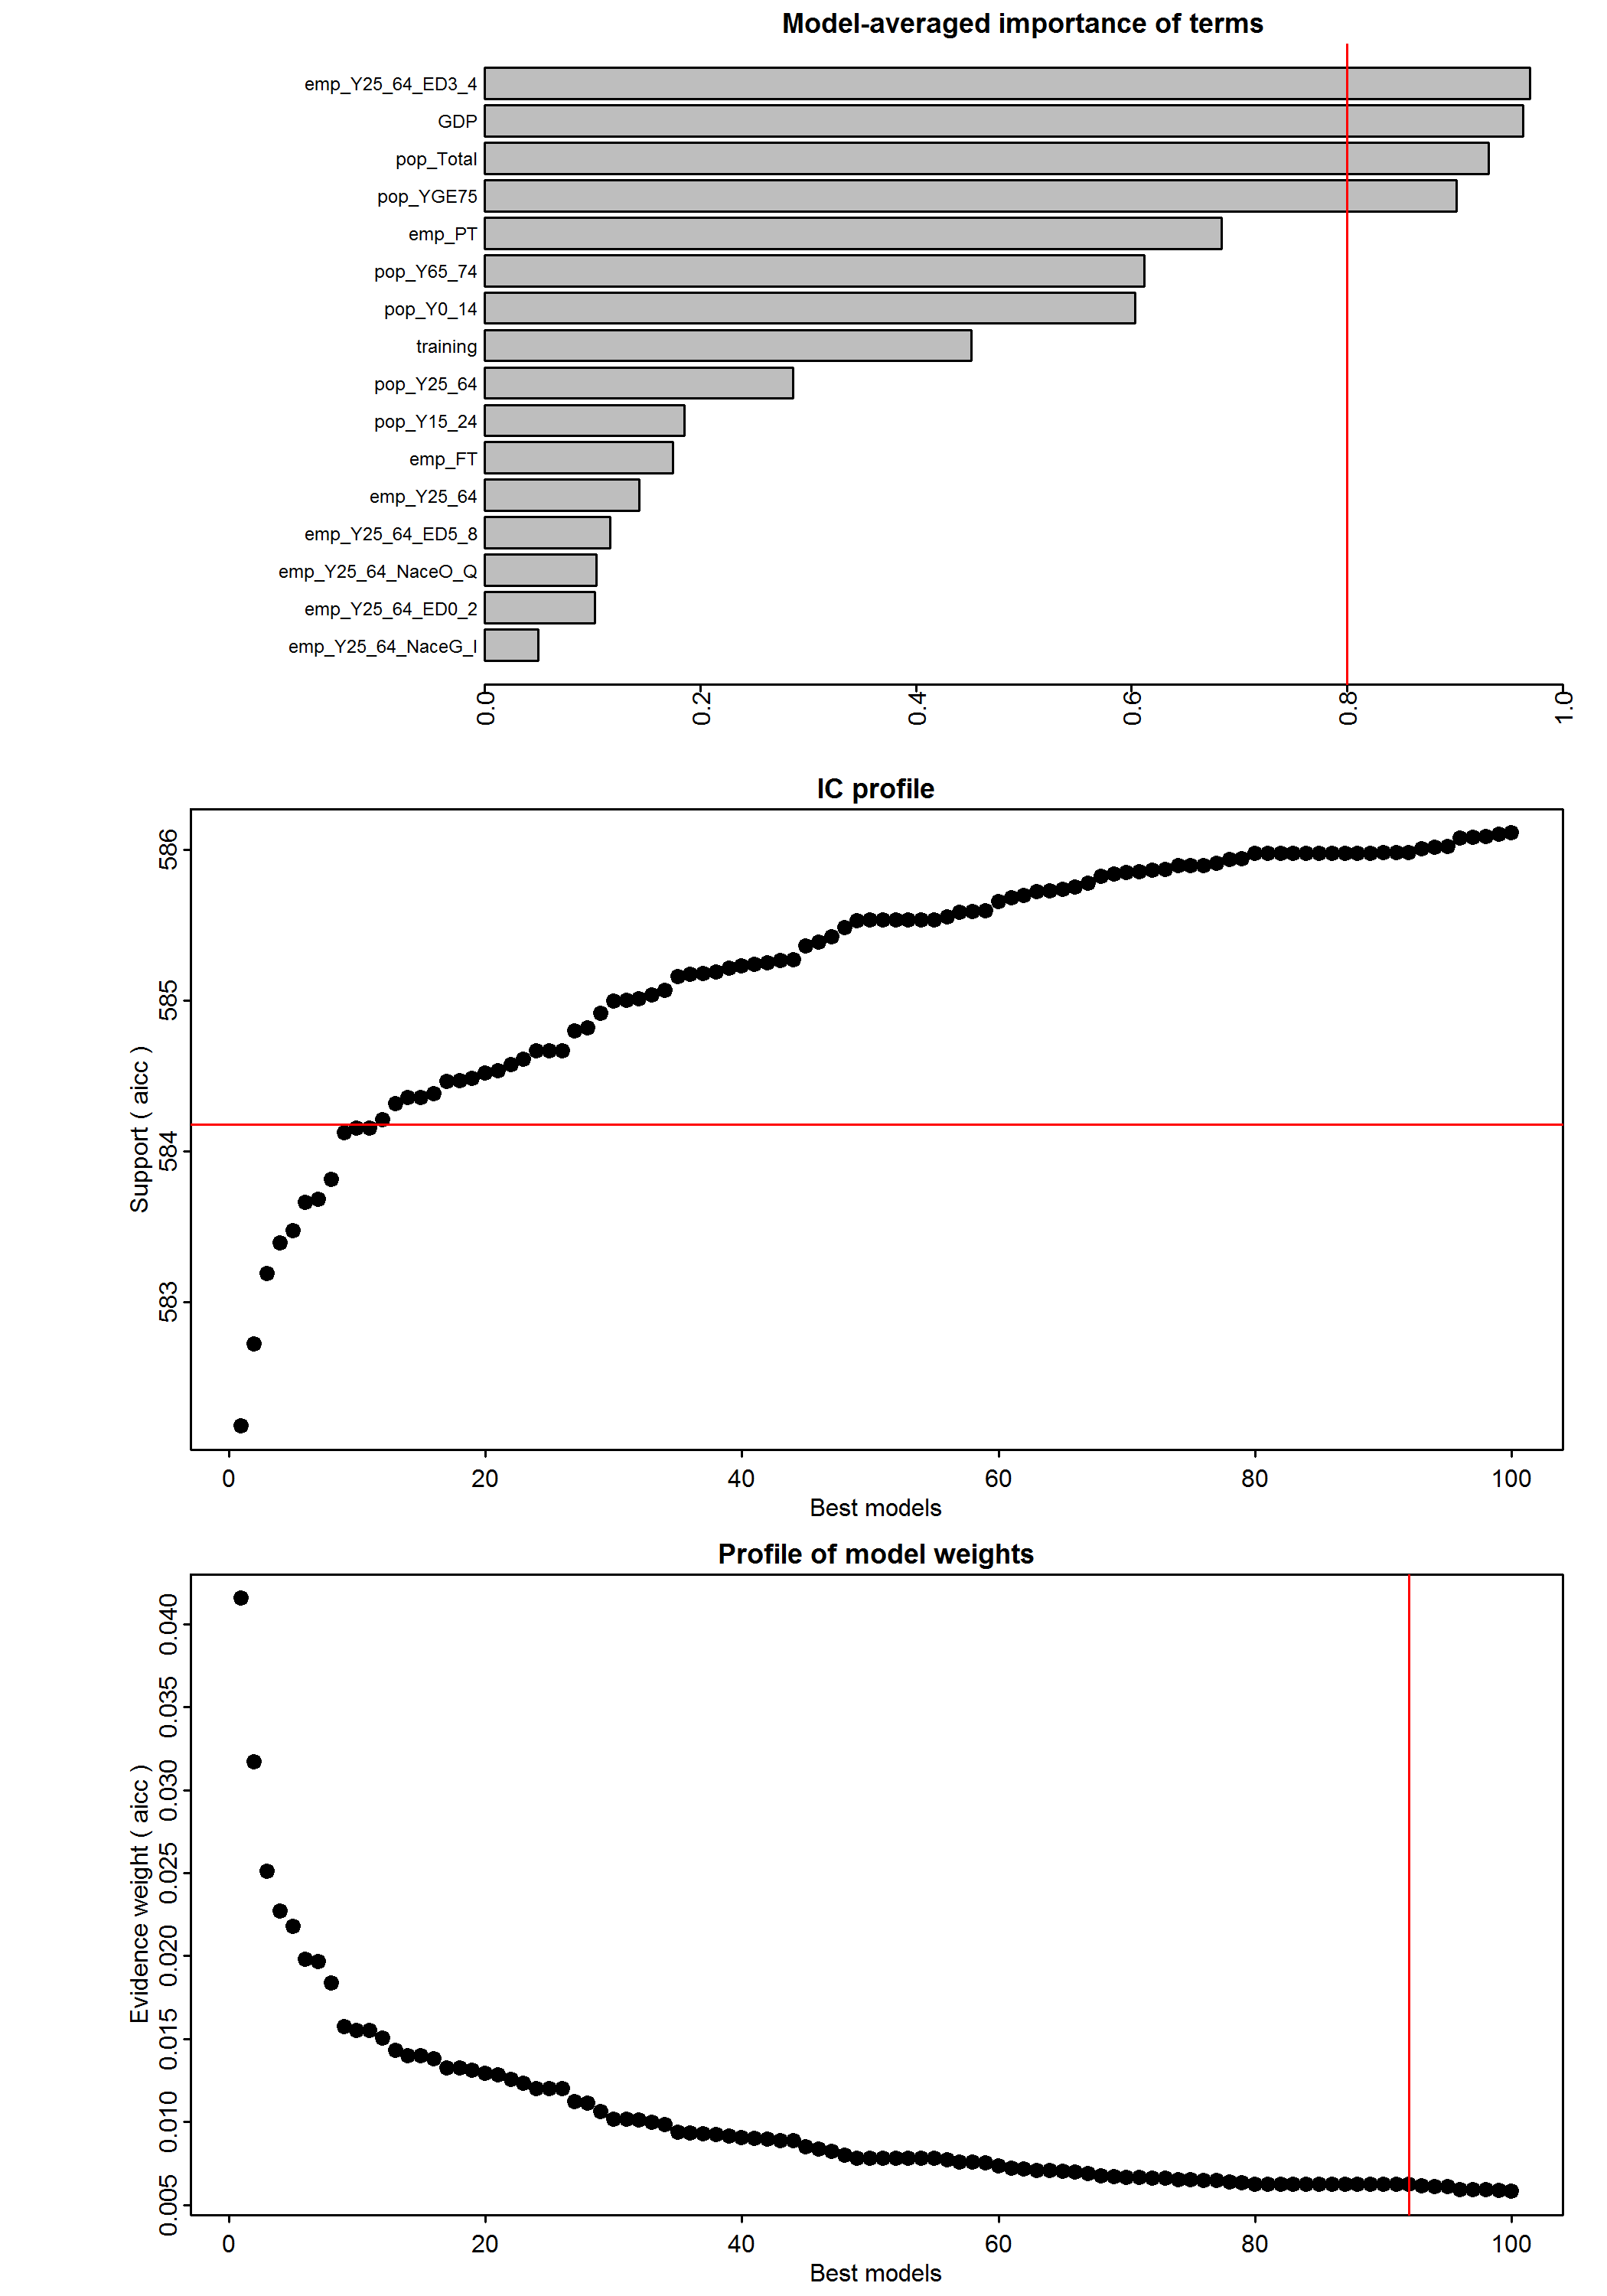 Model-averaged importance of terms
emp_Y25_64_ED3_4
GDP
pop_Total
pop_YGE75
emp_PT
pop_Y65_74
pop_Y0_14
training
pop_Y25_64
pop_Y15_24
emp_FT
emp_Y25_64
emp_Y25_64_ED5_8
emp_Y25_64_NaceO_Q
emp_Y25_64_ED0_2
emp_Y25_64_NaceG_I
0.0 0.2 0.4 0.6 0.8 1.0
IC profile
Support ( aicc )
586
585
584
583
0 20 40 60 80 100
Best models
Profile of model weights
Evidence weight ( aicc )
0.040
0.035
0.030
0.025
0.020
0.015
0.010
0.005
0 20 40 60 80 100
Best models